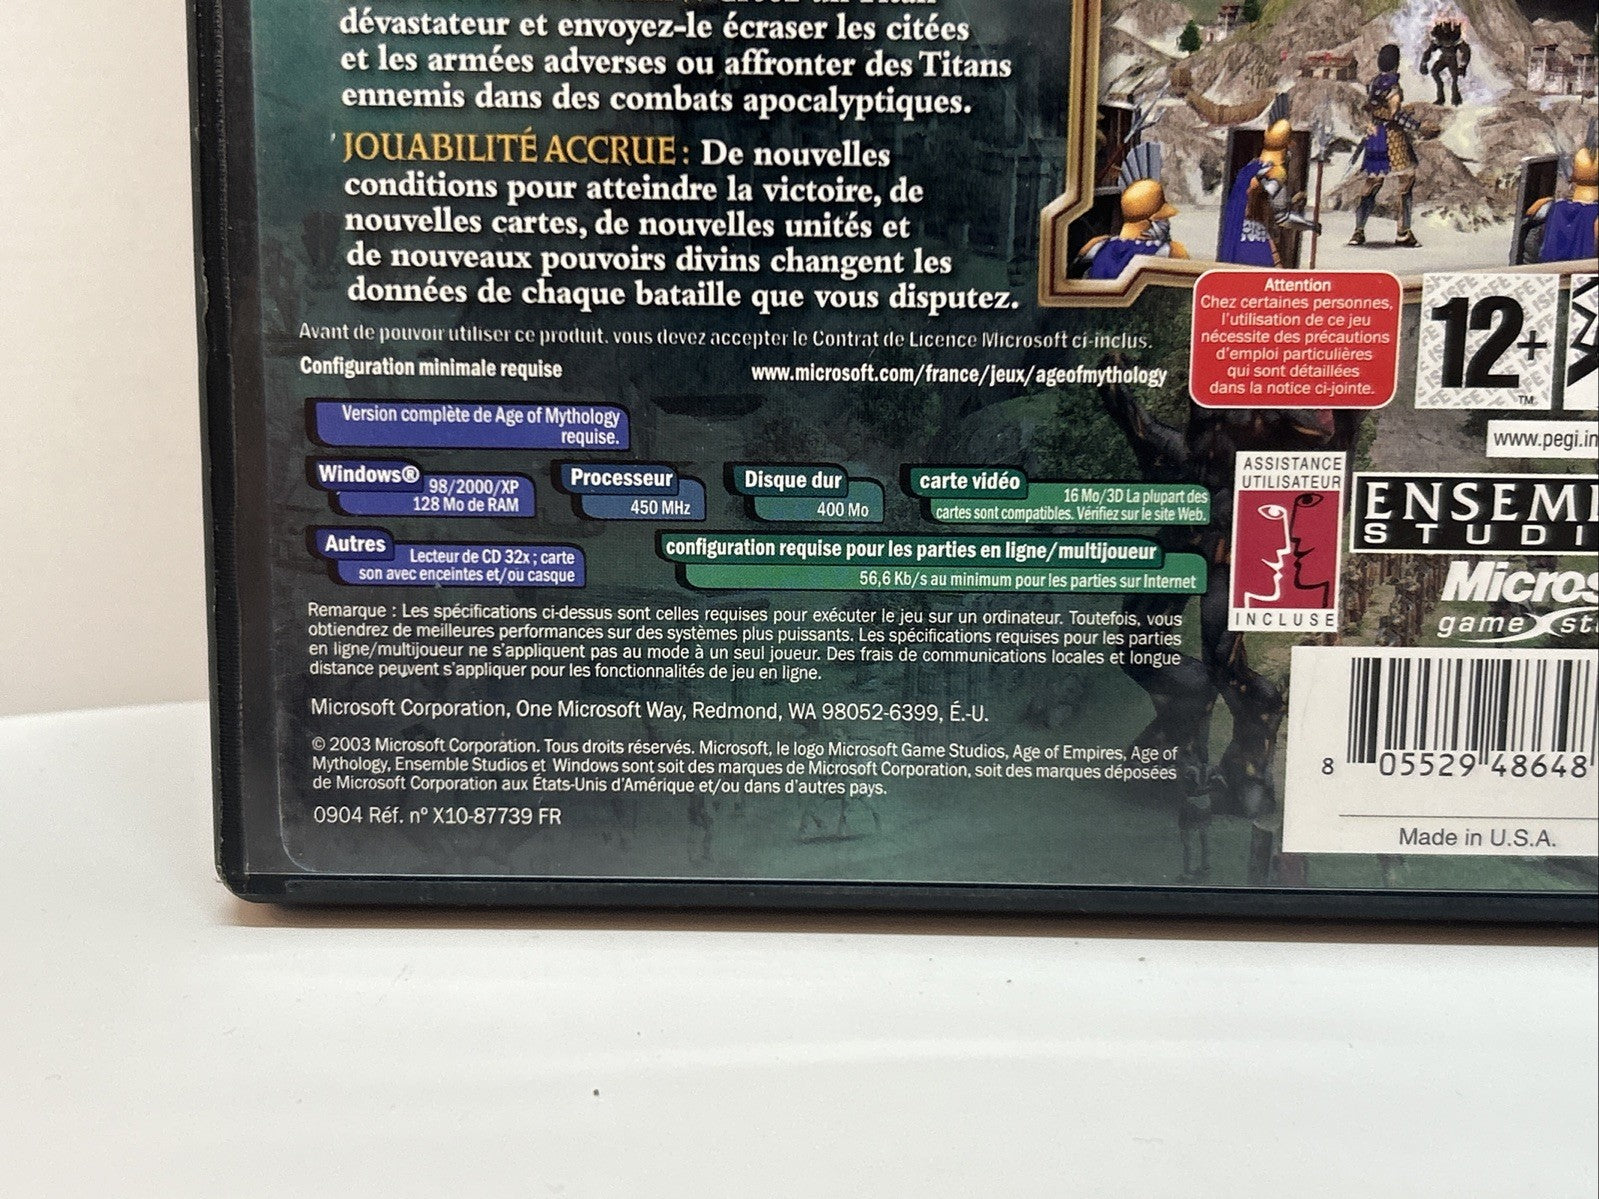 dévastateur et envoyez-le écraser les citées
et les armées adverses ou affronter des Titans
ennemis dans des combats apocalyptiques.
JOUABILITÉ ACCRUE : De nouvelles
conditions pour atteindre la victoire, de
nouvelles cartes, de nouvelles unités et
de nouveaux pouvoirs divins changent les
données de chaque bataille que vous disputez.
Avant de pouvoir utiliser ce produit, vous devez accepter le Contrat de Licence Microsoft ci-inclus.
Configuration minimale requise
www.microsoft.com/france/jeux/ageofmythology
Version complète de Age of Mythology
requise.
Windows®
98/2000/XP
128 Mo de RAM
Processeur
450 MHz
Disque dur
400 Mo
carte vidéo
16 Mo/3D La plupart des
cartes sont compatibles. Vérifiez sur le site Web.
Autres
Lecteur de CD 32x ; carte
son avec enceintes et/ou casque
configuration requise pour les parties en ligne/multijoueur
56,6 Kb/s au minimum pour les parties sur Internet
Remarque : Les spécifications ci-dessus sont celles requises pour exécuter le jeu sur un ordinateur. Toutefois, vous
obtiendrez de meilleures performances sur des systèmes plus puissants. Les spécifications requises pour les parties
en ligne/multijoueur ne s'appliquent pas au mode à un seul joueur. Des frais de communications locales et longue
distance peuvent s'appliquer pour les fonctionnalités de jeu en ligne.
Microsoft Corporation, One Microsoft Way, Redmond, WA 98052-6399, É.-U.
© 2003 Microsoft Corporation. Tous droits réservés. Microsoft, le logo Microsoft Game Studios, Age of Empires, Age of
Mythology, Ensemble Studios et Windows sont soit des marques de Microsoft Corporation, soit des marques déposées
de Microsoft Corporation aux États-Unis d'Amérique et/ou dans d'autres pays.
0904 Réf. n° X10-87739 FR
Attention
Chez certaines personnes,
l'utilisation de ce jeu
nécessite des précautions
d'emploi particulières
qui sont détaillées
dans la notice ci-jointe.
12+
TM
www.pegi.in
ASSISTANCE
UTILISATEUR
INCLUSE
ENSEM
STUDI
Micros
game st
8 05529 48648
Made in U.S.A.